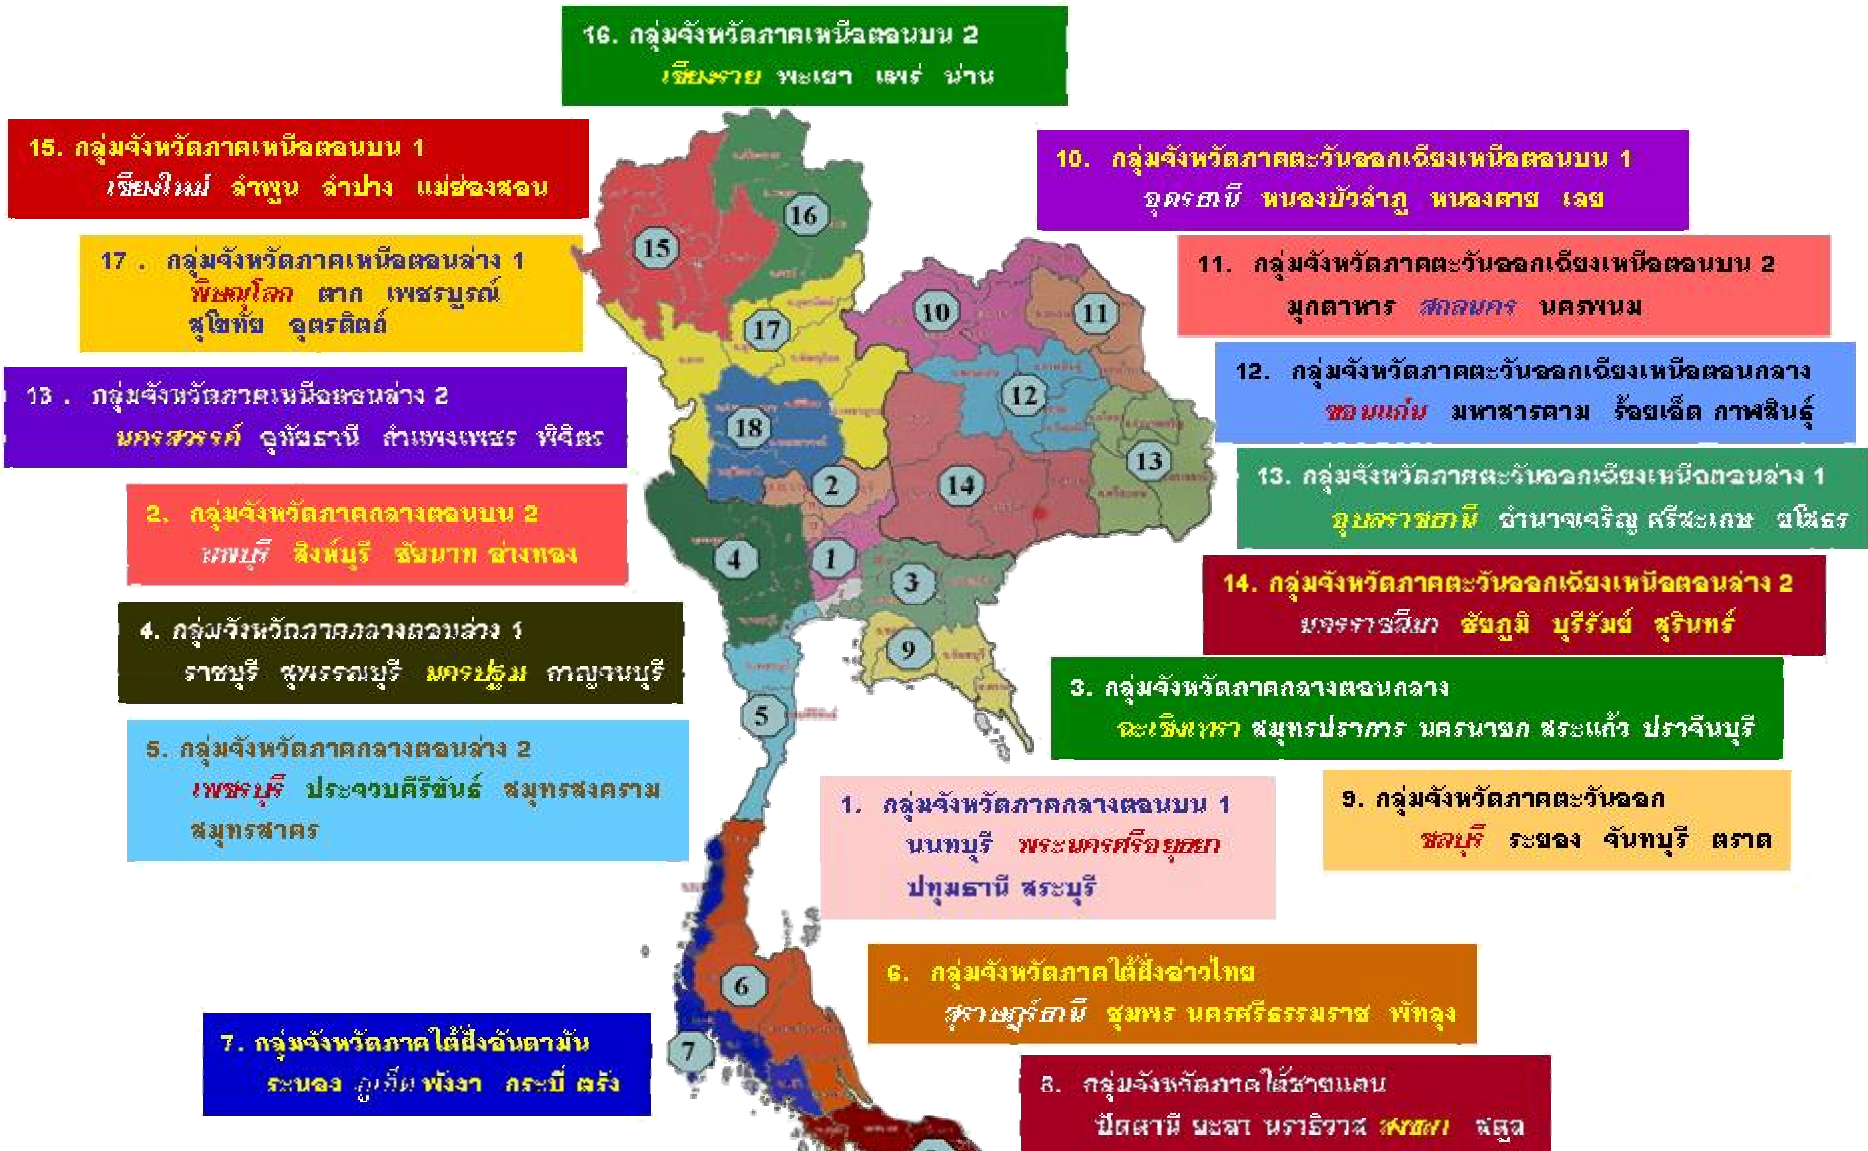 16. กลุ่มจังหวัดภาคเหนือตอนบน 2
เชียงราย พะเยา แพร่ น่าน
15. กลุ่มจังหวัดภาคเหนือตอนบน 1
เชียงใหม่ ลำพูน ลำปาง แม่ฮ่องสอน
10. กลุ่มจังหวัดภาคตะวันออกเฉียงเหนือตอนบน 1
อุดรธานี หนองบัวลำภู หนองคาย เลย
17 . กลุ่มจังหวัดภาคเหนือตอนล่าง 1
พิษณุโลก ตาก เพชรบูรณ์
สุโขทัย อุตรดิตถ์
11. กลุ่มจังหวัดภาคตะวันออกเฉียงเหนือตอนบน 2
มุกดาหาร สกลนคร นครพนม
12. กลุ่มจังหวัดภาคตะวันออกเฉียงเหนือตอนกลาง
ขอนแก่น มหาสารคาม ร้อยเอ็ด กาฬสินธุ์
18 . กลุ่มจังหวัดภาคเหนือตอนล่าง 2
นครสวรรค์ อุทัยธานี กำแพงเพชร พิจิตร
13. กลุ่มจังหวัดภาคตะวันออกเฉียงเหนือตอนล่าง 1
อุบลราชธานี อำนาจเจริญ ศรีสะเกษ ยโสธร
2. กลุ่มจังหวัดภาคกลางตอนบน 2
ลพบุรี สิงห์บุรี ชัยนาท อ่างทอง
14. กลุ่มจังหวัดภาคตะวันออกเฉียงเหนือตอนล่าง 2
นครราชสีมา ชัยภูมิ บุรีรัมย์ สุรินทร์
4. กลุ่มจังหวัดภาคกลางตอนล่าง 1
ราชบุรี สุพรรณบุรี นครปฐม กาญจนบุรี
3. กลุ่มจังหวัดภาคกลางตอนกลาง
ฉะเชิงเทรา สมุทรปราการ นครนายก สระแก้ว ปราจีนบุรี
5. กลุ่มจังหวัดภาคกลางตอนล่าง 2
เพชรบุรี ประจวบคีรีขันธ์ สมุทรสงคราม
สมุทรสาคร
1. กลุ่มจังหวัดภาคกลางตอนบน 1
นนทบุรี พระนครศรีอยุธยา
ปทุมธานี สระบุรี
9. กลุ่มจังหวัดภาคตะวันออก
ชลบุรี ระยอง จันทบุรี ตราด
6. กลุ่มจังหวัดภาคใต้ฝั่งอ่าวไทย
สุราษฎร์ธานี ชุมพร นครศรีธรรมราช พัทลุง
7. กลุ่มจังหวัดภาคใต้ฝั่งอันดามัน
ระนอง ภูเก็ต พังงา กระบี่ ตรัง
8. กลุ่มจังหวัดภาคใต้ชายแดน
ปัตตานี ยะลา นราธิวาส สงขลา สตูล
16
15
10
11
17
12
18
13
2
14
4
1
3
9
5
6
7